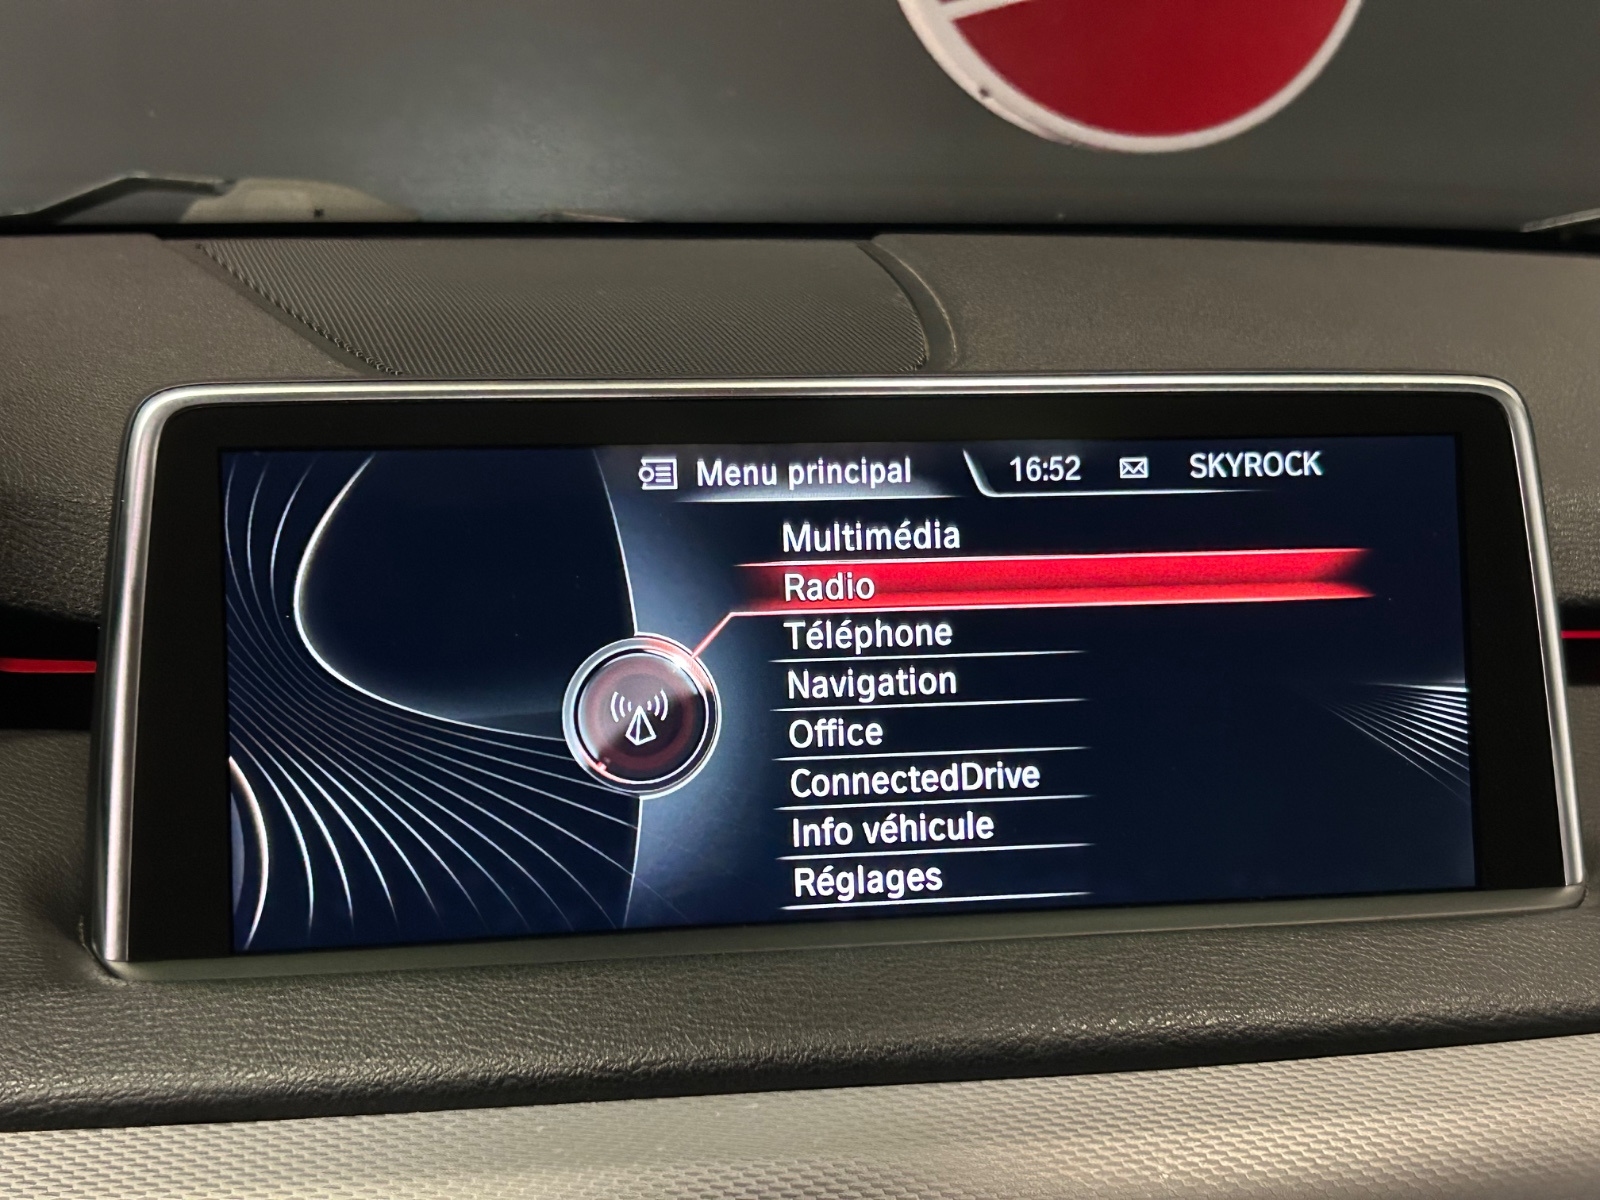 Menu principal 16:52 SKYROCK
Multimédia
Radio
Téléphone
Navigation
Office
ConnectedDrive
Info véhicule
Réglages